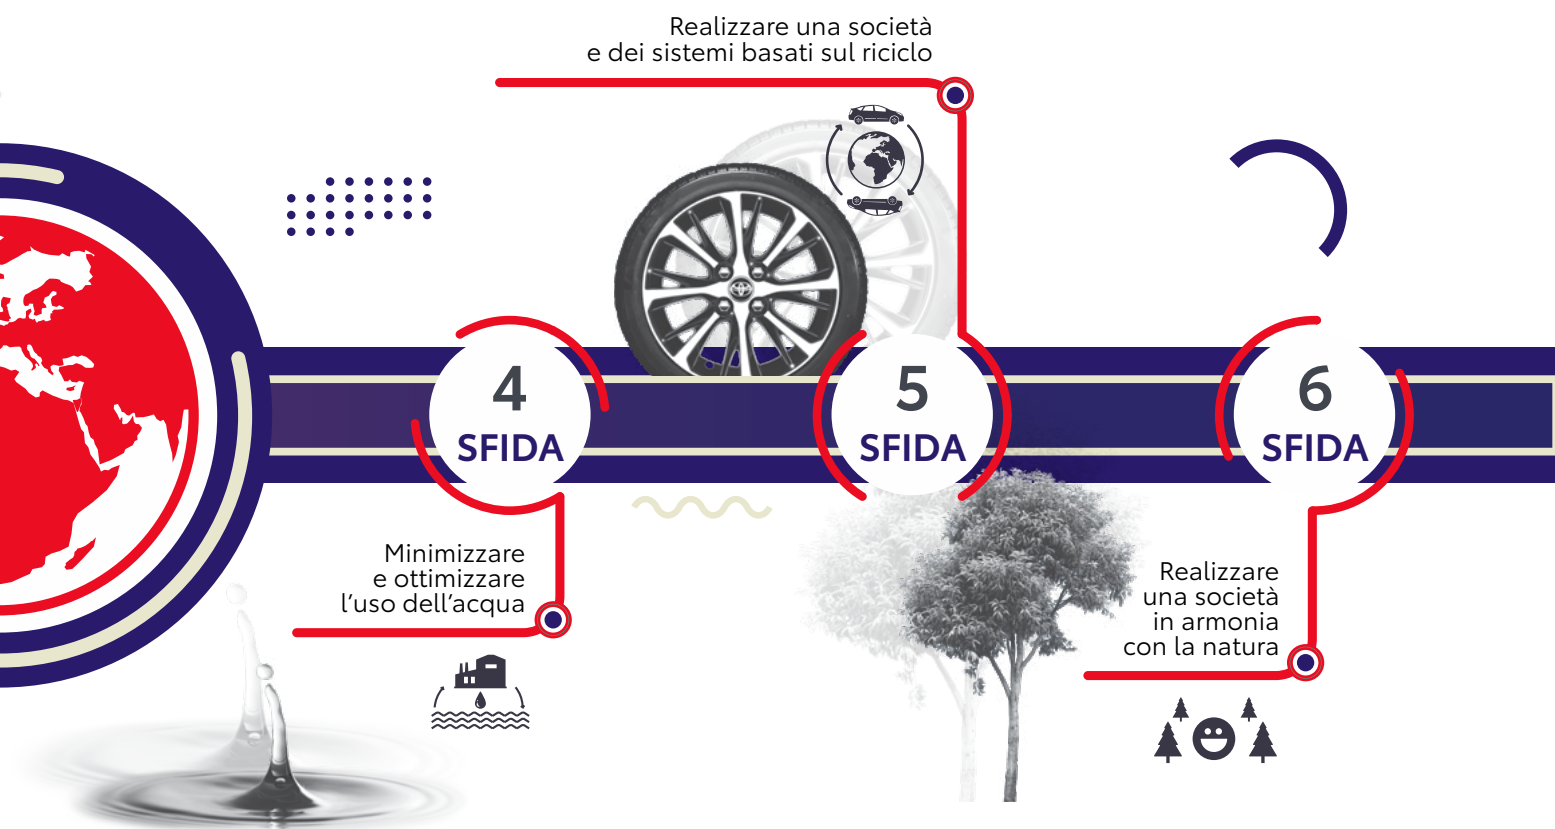 Realizzare una società
e dei sistemi basati sul riciclo
4
SFIDA
5
SFIDA
6
SFIDA
Minimizzare
e ottimizzare
l'uso dell'acqua
Realizzare
una società
in armonia
con la natura